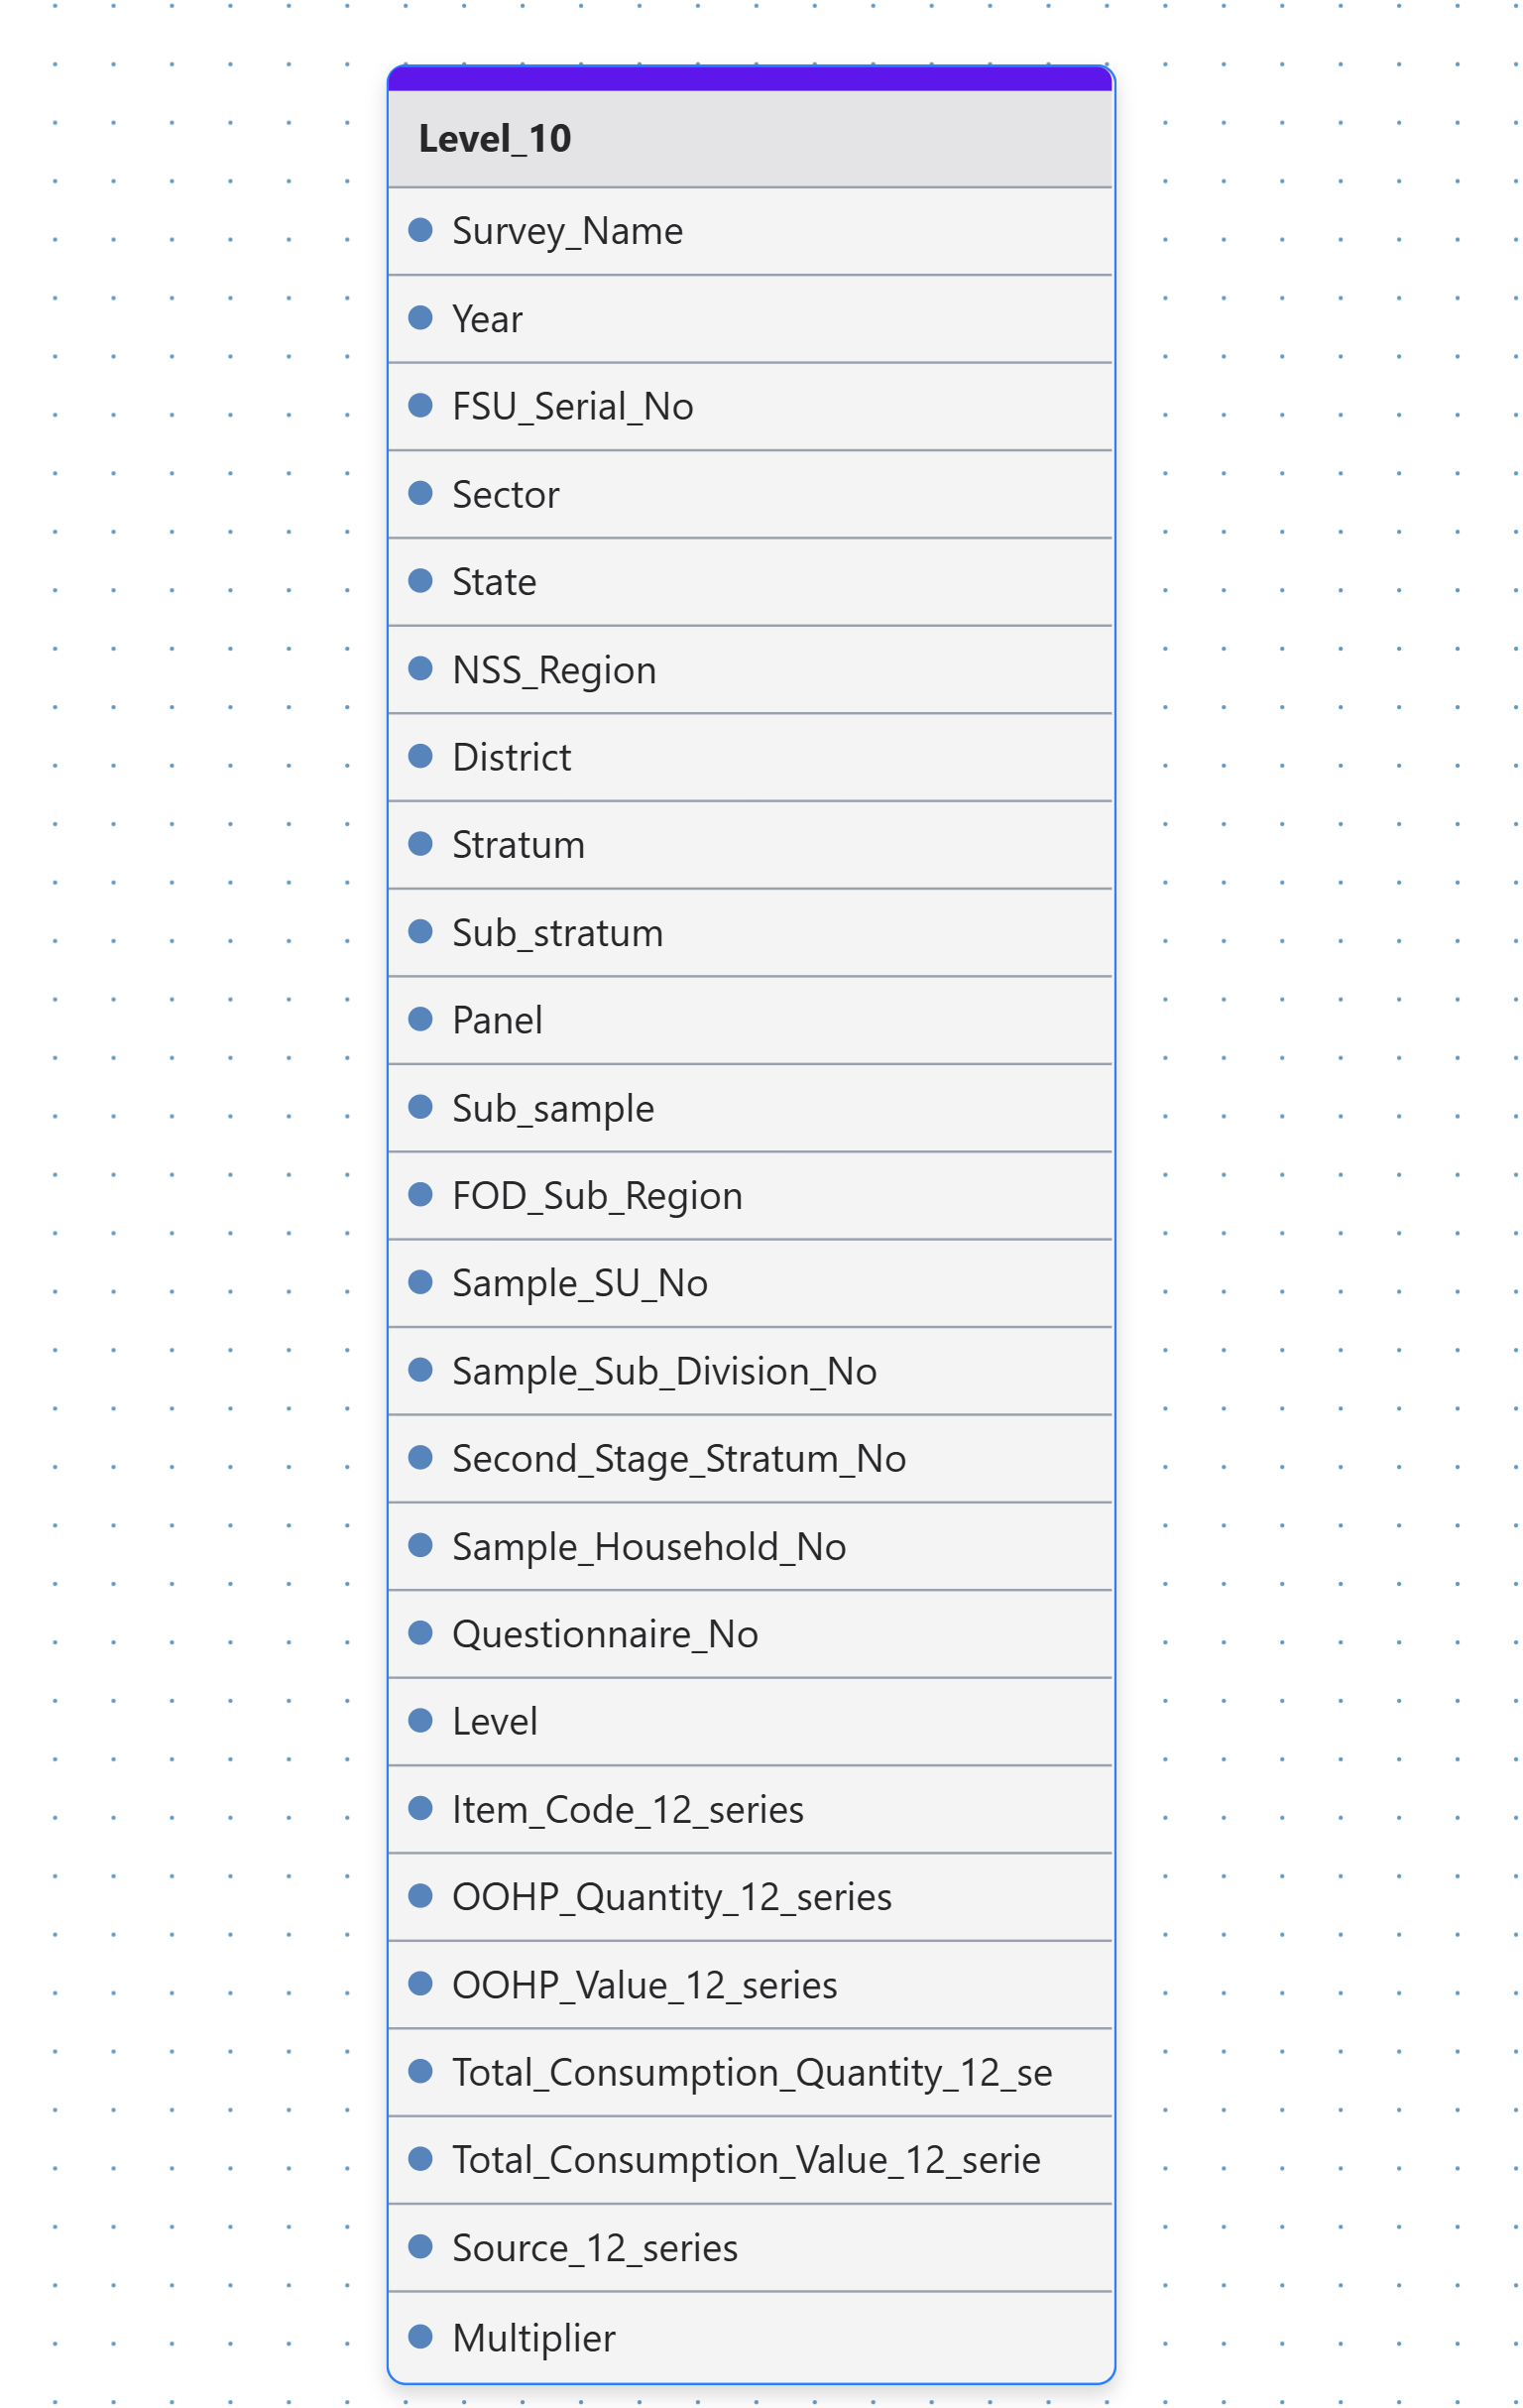 Level_10
Survey_Name
Year
FSU_Serial_No
Sector
State
NSS_Region
District
Stratum
Sub_stratum
Panel
Sub_sample
FOD_Sub_Region
Sample_SU_No
Sample_Sub_Division_No
Second_Stage_Stratum_No
Sample_Household_No
Questionnaire_No
Level
Item_Code_12_series
OOHP_Quantity_12_series
OOHP_Value_12_series
Total_Consumption_Quantity_12_se
Total_Consumption_Value_12_serie
Source_12_series
Multiplier